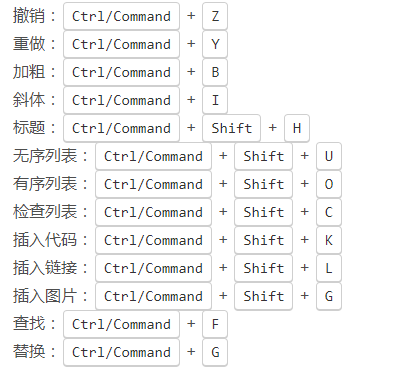 撤销：Ctrl/Command + Z
重做：Ctrl/Command + Y
加粗：Ctrl/Command + B
斜体：Ctrl/Command + I
标题：Ctrl/Command + Shift + H
无序列表：Ctrl/Command + Shift + U
有序列表：Ctrl/Command + Shift + O
检查列表：Ctrl/Command + Shift + C
插入代码：Ctrl/Command + Shift + K
插入链接：Ctrl/Command + Shift + L
插入图片：Ctrl/Command + Shift + G
查找：Ctrl/Command + F
替换：Ctrl/Command + G